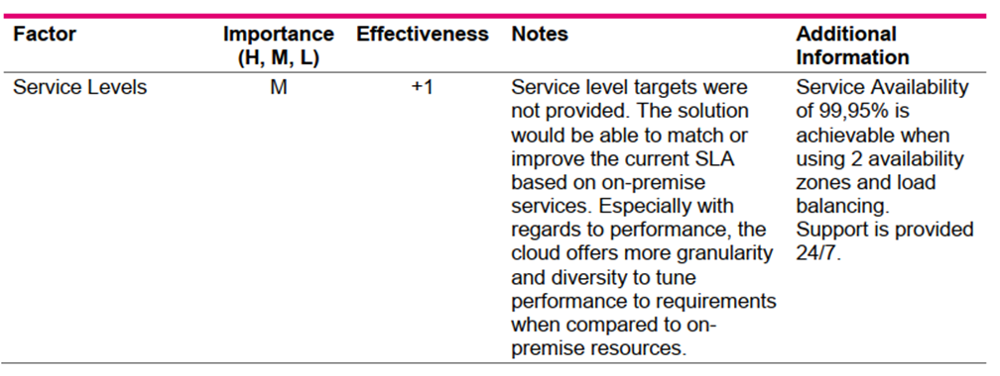 Factor
Importance
(H, M, L)
Effectiveness
Notes
Additional
Information
Service Levels
M
+1
Service level targets were
not provided. The solution
would be able to match or
improve the current SLA
based on on-premise
services. Especially with
regards to performance, the
cloud offers more granularity
and diversity to tune
performance to requirements
when compared to on-
premise resources.
Service Availability
of 99,95% is
achievable when
using 2 availability
zones and load
balancing.
Support is provided
24/7.